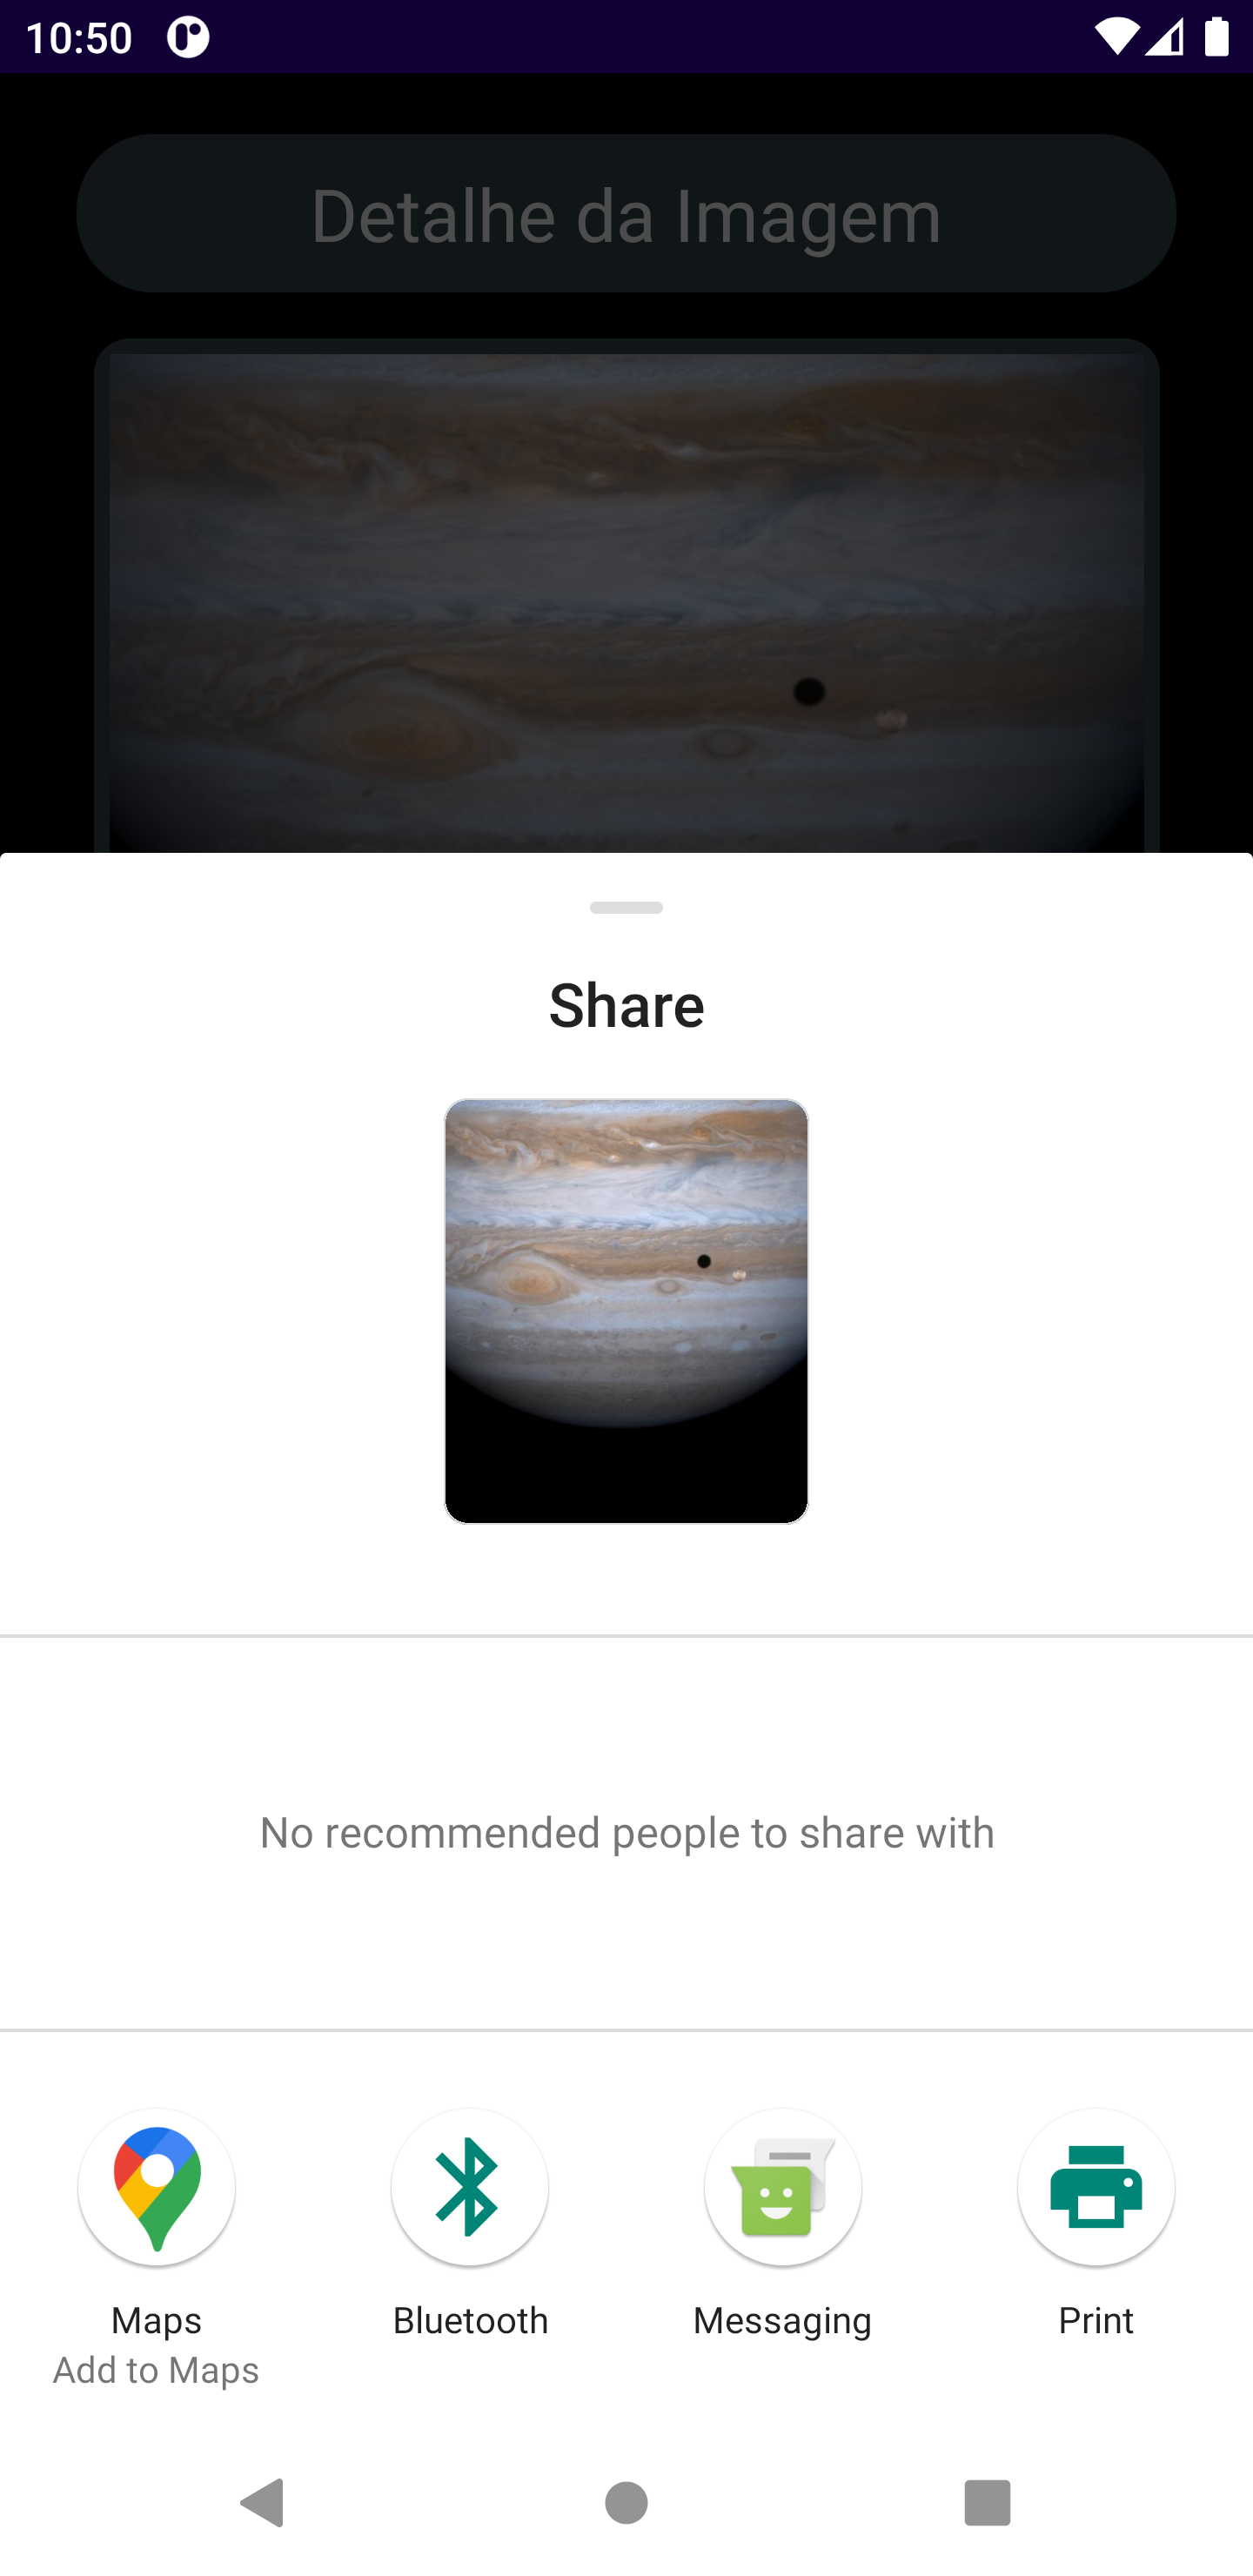 10:50
Detalhe da Imagem
Share
No recommended people to share with
Maps
Add to Maps
Bluetooth
Messaging
Print